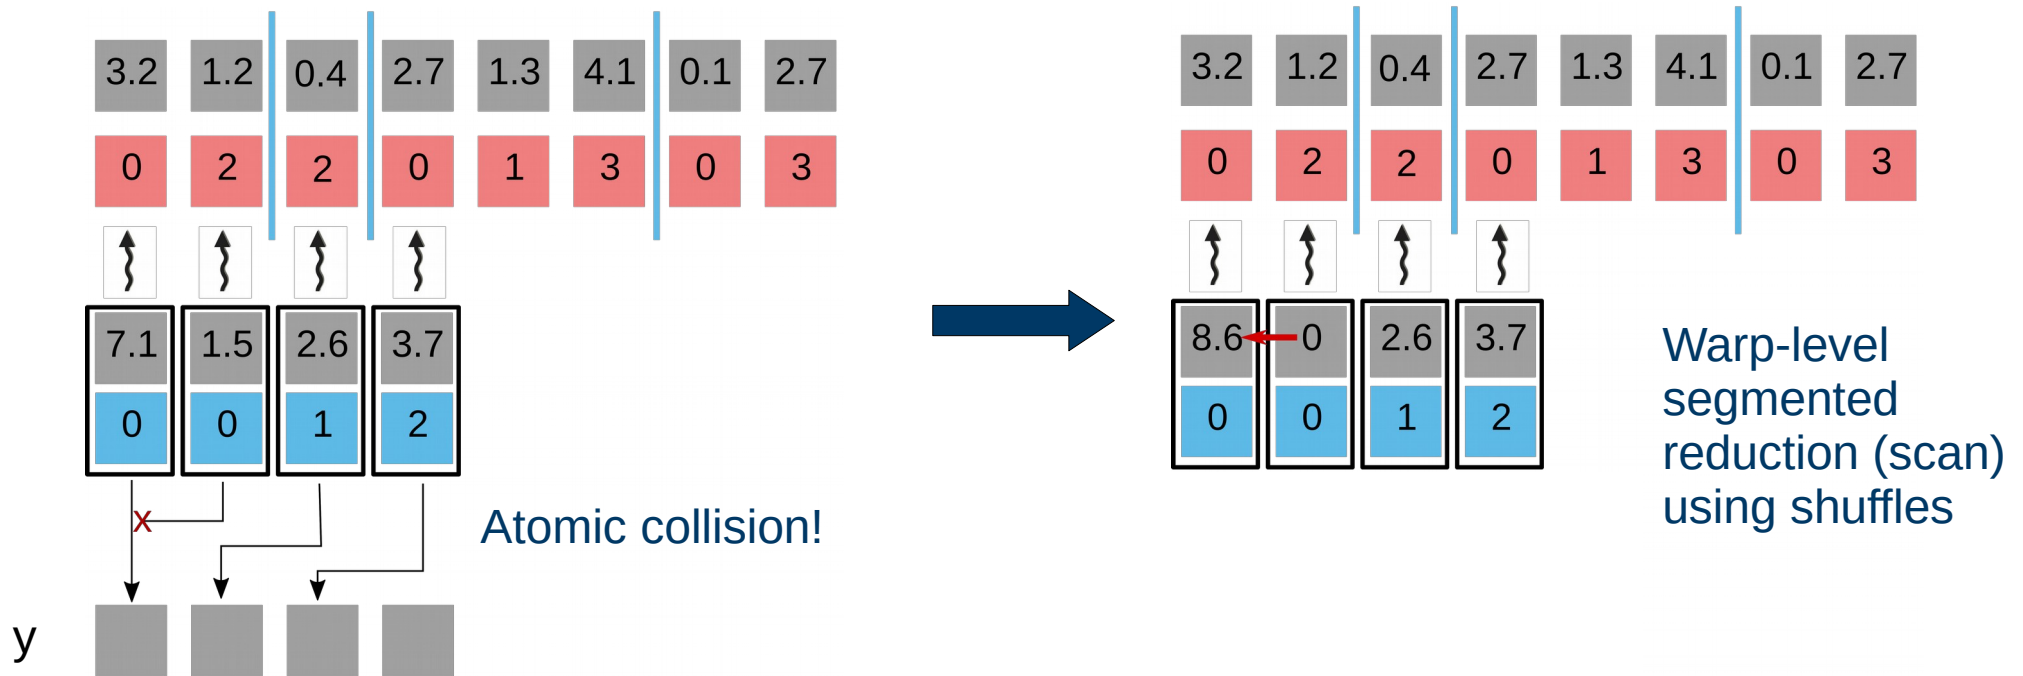 3.2 1.2 0.4 2.7 1.3 4.1 0.1 2.7
0 2 2 0 1 3 0 3
7.1 1.5 2.6 3.7
0 0 1 2
x
Atomic collision!
y
3.2 1.2 0.4 2.7 1.3 4.1 0.1 2.7
0 2 2 0 1 3 0 3
8.6 0 2.6 3.7
0 0 1 2
Warp-level
segmented
reduction (scan)
using shuffles